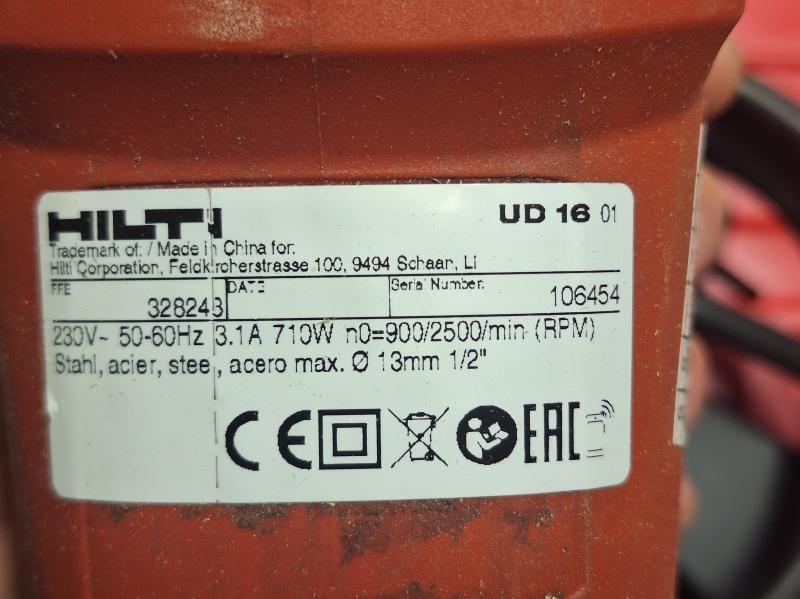 HILTI
UD 16 01
Trademark of: / Made in China for:
Hilti Corporation, Feldkircherstrasse 100, 9494 Schaan, Li
328243
DATE
Serial Number:
106454
230V~ 50-60Hz 3.1A 710W n0=900/2500/min (RPM)
Stahl, acier, steel, acero max. Ø 13mm 1/2"
CE
EAC